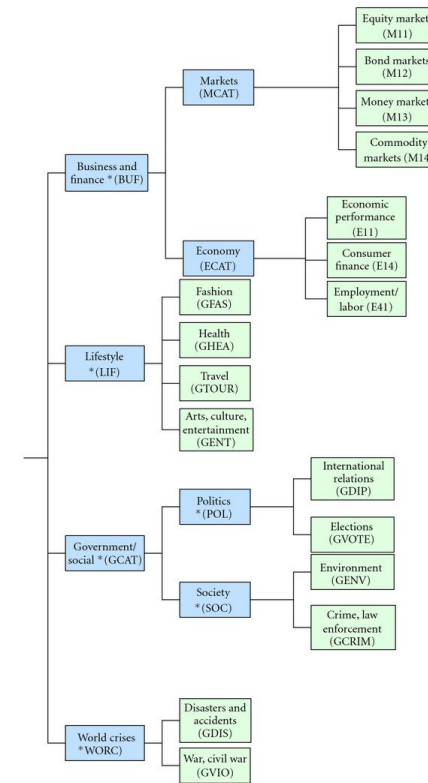 Equity market
(M11)
Bond markets
(M12)
Money market
(M13)
Commodity
markets (M14
Markets
(MCAT)
Business and
finance *(BUF)
Economy
(ECAT)
Economic
performance
(E11)
Consumer
finance (E14)
Employment/
labor (E41)
Fashion
(GFAS)
Health
(GHEA)
Travel
(GTOUR)
Arts, culture,
entertainment
(GENT)
Lifestyle
*(LIF)
International
relations
(GDIP)
Elections
(GVOTE)
Politics
*(POL)
Government/
social *(GCAT)
Society
*(SOC)
Environment
(GENV)
Crime, law
enforcement
(GCRIM)
World crises
*WORC)
Disasters and
accidents
(GDIS)
War, civil war
(GVIO)